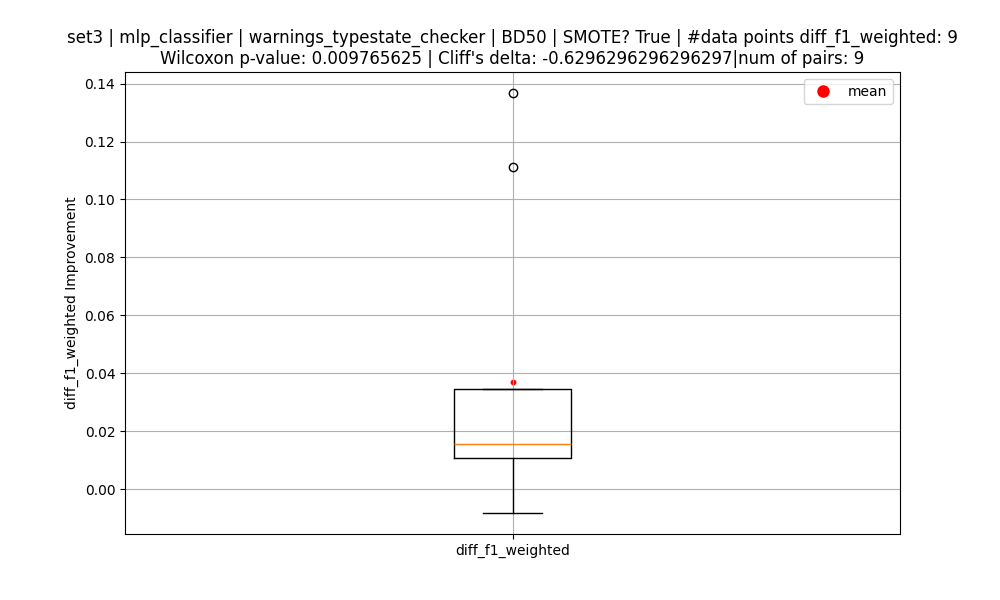 set3 | mlp_classifier | warnings_typestate_checker | BD50 | SMOTE? True | #data points diff_f1_weighted: 9
Wilcoxon p-value: 0.009765625 | Cliff's delta: -0.6296296296296297|num of pairs: 9
mean
0.14
0.12
0.10
0.08
0.06
0.04
0.02
0.00
diff_f1_weighted Improvement
diff_f1_weighted